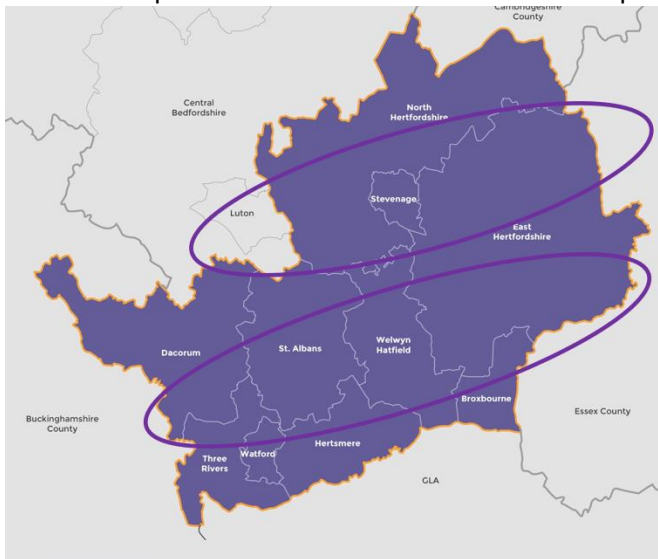 Cambridgeshire
County
Central
Bedfordshire
North
Hertfordshire
Luton
Stevenage
East
Hertfordshire
Dacorum
St. Albans
Welwyn
Hatfield
Broxbourne
Buckinghamshire
County
Essex County
Three
Rivers
Watford
Hertsmere
GLA